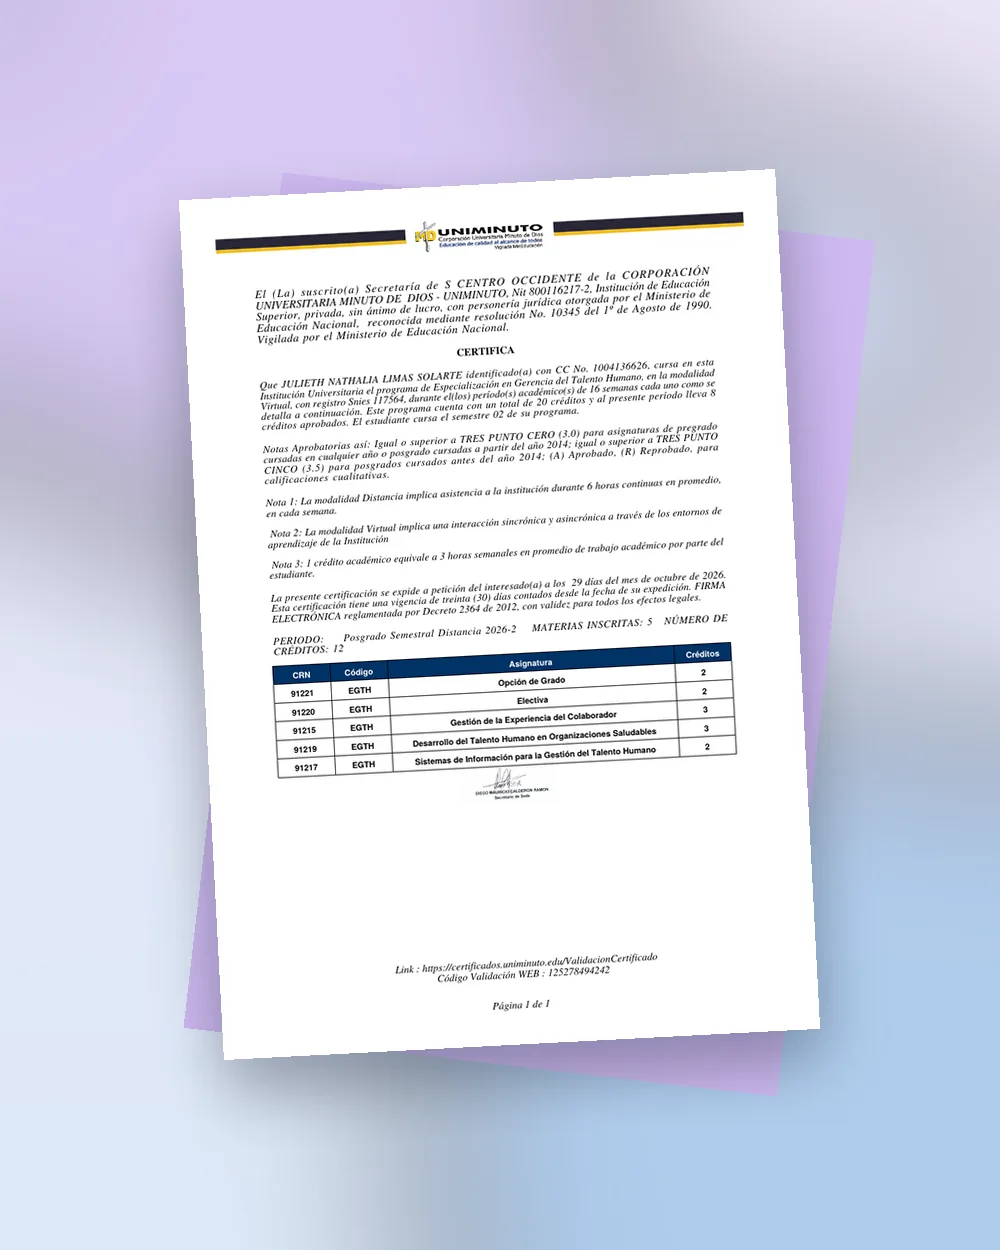 UNIMINUTO
Corporación Universitaria Minuto de Dios
Educación de calidad al alcance de todos
Vigilada MinEducación
El (La) suscrito(a) Secretaría de S CENTRO OCCIDENTE de la CORPORACIÓN
UNIVERSITARIA MINUTO DE DIOS - UNIMINUTO, Nit 800116217-2, Institución de Educación
Superior, privada, sin ánimo de lucro, con personería jurídica otorgada por el Ministerio de
Educación Nacional, reconocida mediante resolución No. 10345 del 1º de Agosto de 1990.
Vigilada por el Ministerio de Educación Nacional.
CERTIFICA
Que JULIETH NATHALIA LIMAS SOLARTE identificado(a) con CC No. 1004136626, cursa en esta
Institución Universitaria el programa de Especialización en Gerencia del Talento Humano, en la modalidad
Virtual, con registro Snies 117564, durante el(los) período(s) académico(s) de 16 semanas cada uno como se
detalla a continuación. Este programa cuenta con un total de 20 créditos y al presente período lleva 8
créditos aprobados. El estudiante cursa el semestre 02 de su programa.
Notas Aprobatorias así: Igual o superior a TRES PUNTO CERO (3.0) para asignaturas de pregrado
cursadas en cualquier año o posgrado cursadas a partir del año 2014; igual o superior a TRES PUNTO
CINCO (3.5) para posgrados cursados antes del año 2014; (A) Aprobado, (R) Reprobado, para
calificaciones cualitativas.
Nota 1: La modalidad Distancia implica asistencia a la institución durante 6 horas continuas en promedio,
en cada semana.
Nota 2: La modalidad Virtual implica una interacción sincrónica y asincrónica a través de los entornos de
aprendizaje de la Institución
Nota 3: 1 crédito académico equivale a 3 horas semanales en promedio de trabajo académico por parte del
estudiante.
La presente certificación se expide a petición del interesado(a) a los 29 días del mes de octubre de 2026.
Esta certificación tiene una vigencia de treinta (30) días contados desde la fecha de su expedición. FIRMA
ELECTRÓNICA reglamentada por Decreto 2364 de 2012, con validez para todos los efectos legales.
PERIODO: Posgrado Semestral Distancia 2026-2 MATERIAS INSCRITAS: 5 NÚMERO DE
CRÉDITOS: 12
CRN Código Asignatura Créditos
91221 EGTH Opción de Grado 2
91220 EGTH Electiva 2
91215 EGTH Gestión de la Experiencia del Colaborador 3
91219 EGTH Desarrollo del Talento Humano en Organizaciones Saludables 3
91217 EGTH Sistemas de Información para la Gestión del Talento Humano 2
DIEGO MAURICIO CALDERON RAMON
Secretario de Sede
Link : https://certificados.uniminuto.edu/ValidacionCertificado
Código Validación WEB : 125278494242
Página 1 de 1